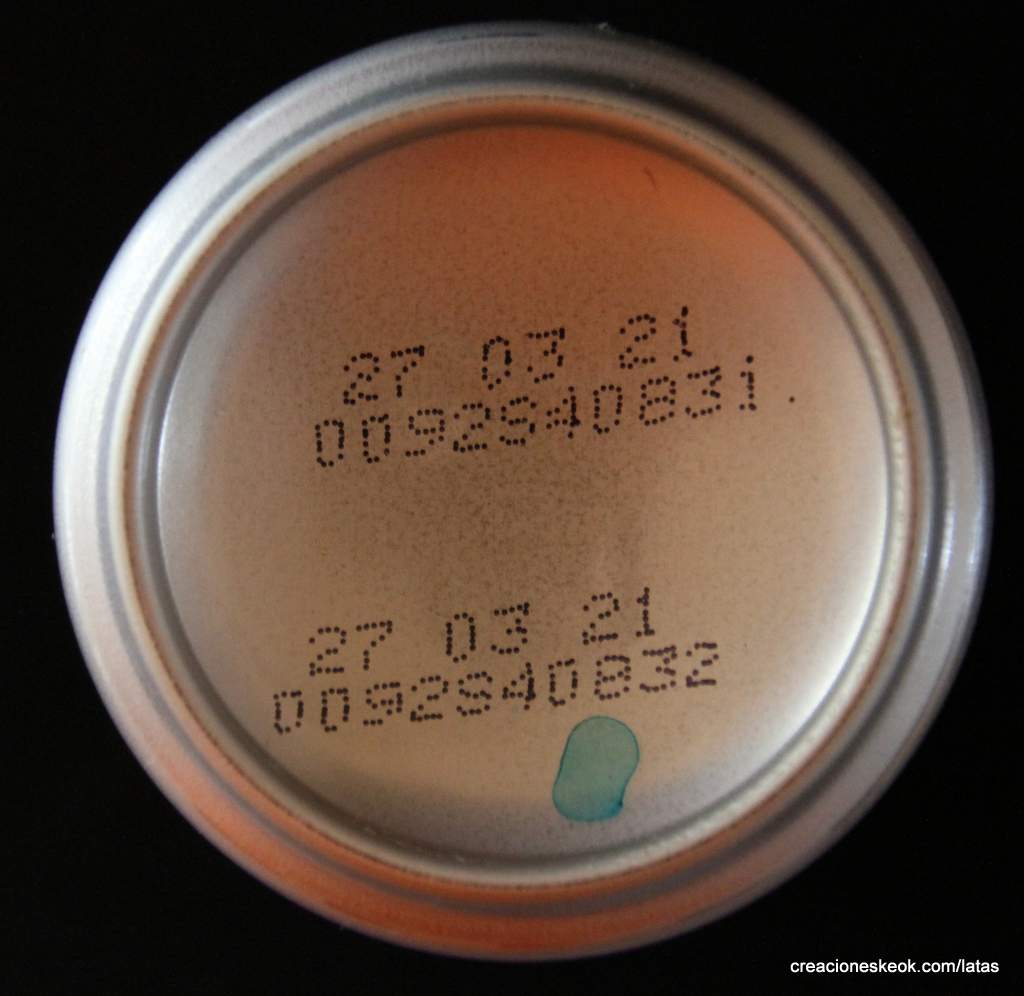 27 03 21
0092S40831.
27 03 21
0092S40832
creacioneskeok.com/latas